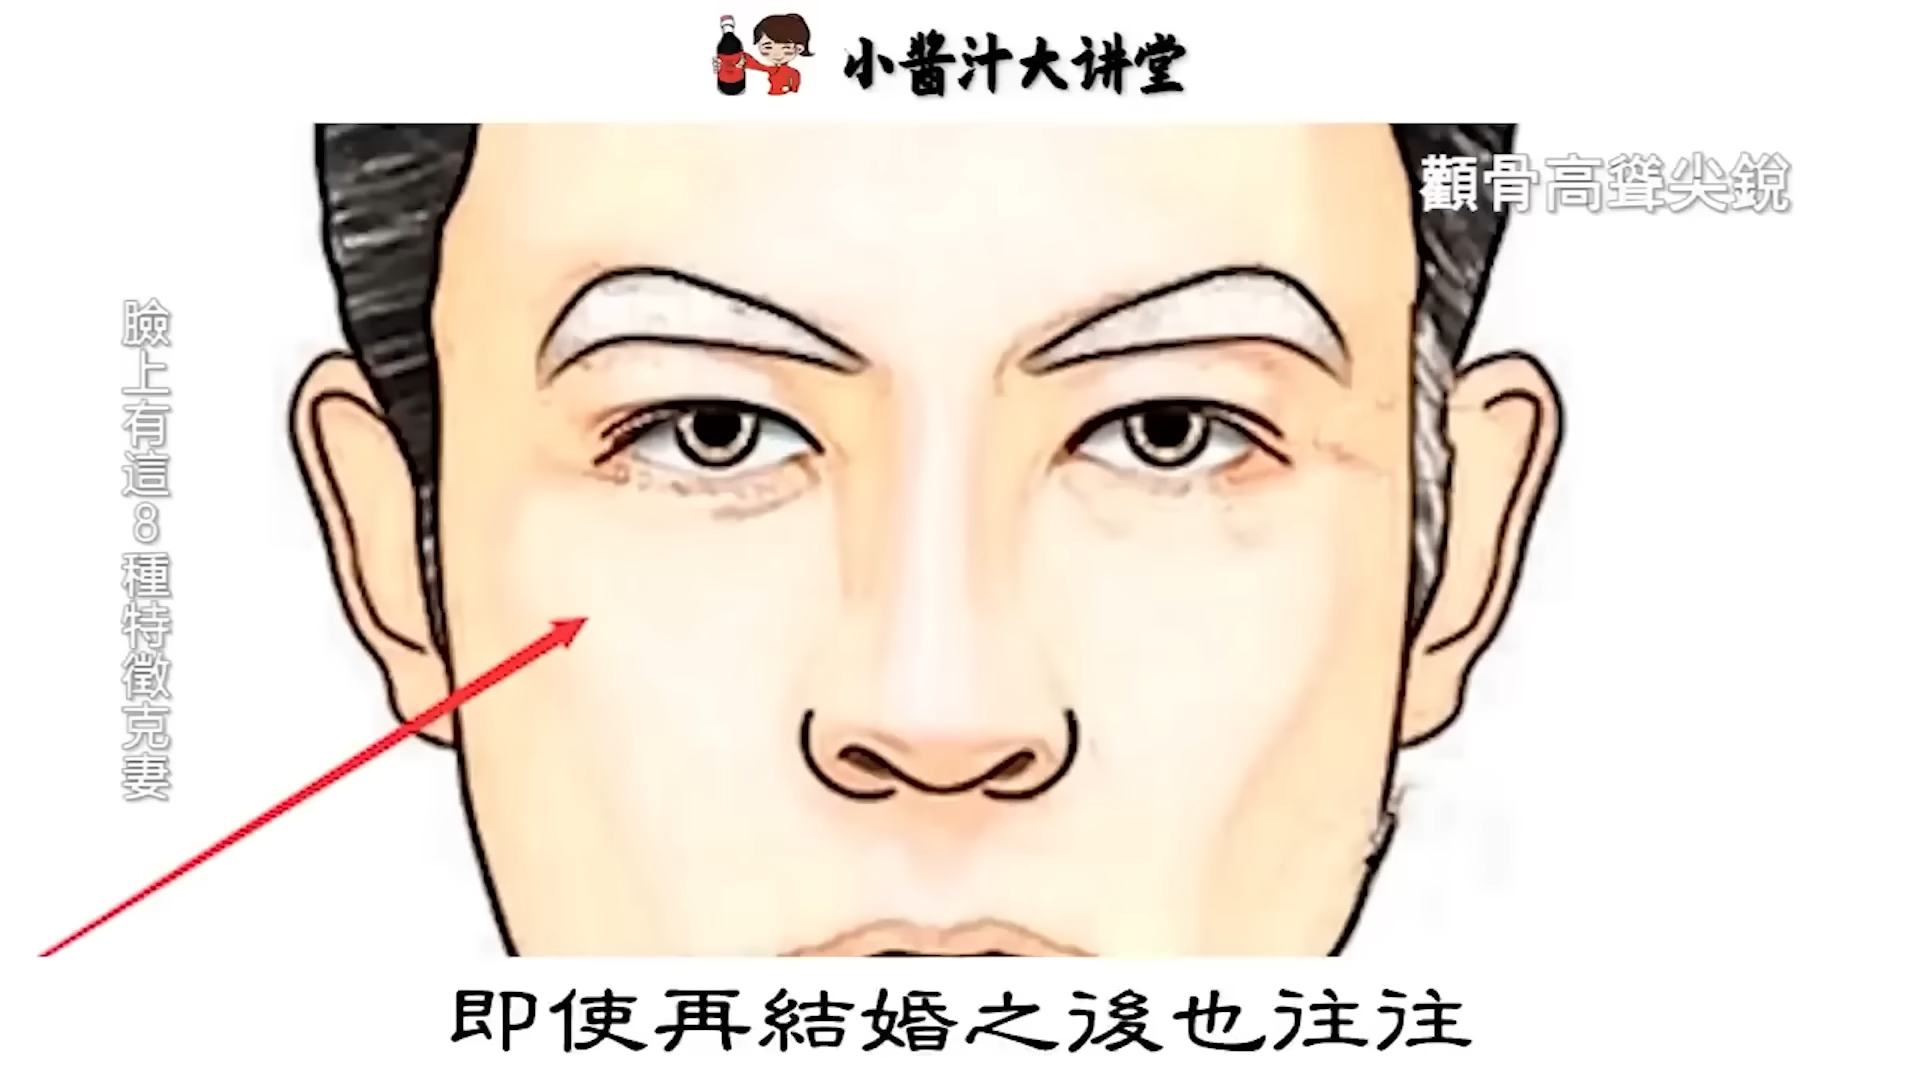 小醬汁大讲堂
顴骨高聳尖銳
臉上有這8種特徵克妻
即使再結婚之後也往往